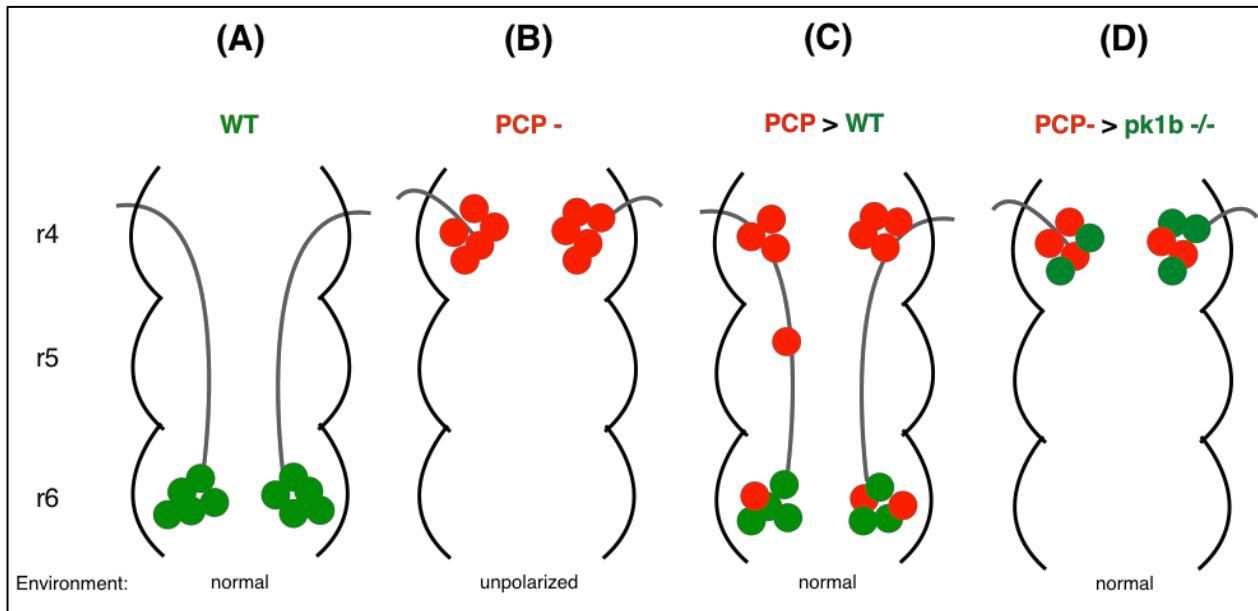 (A) (B) (C) (D)
WT PCP - PCP > WT PCP- > pk1b -/-
r4
r5
r6
Environment: normal unpolarized normal normal